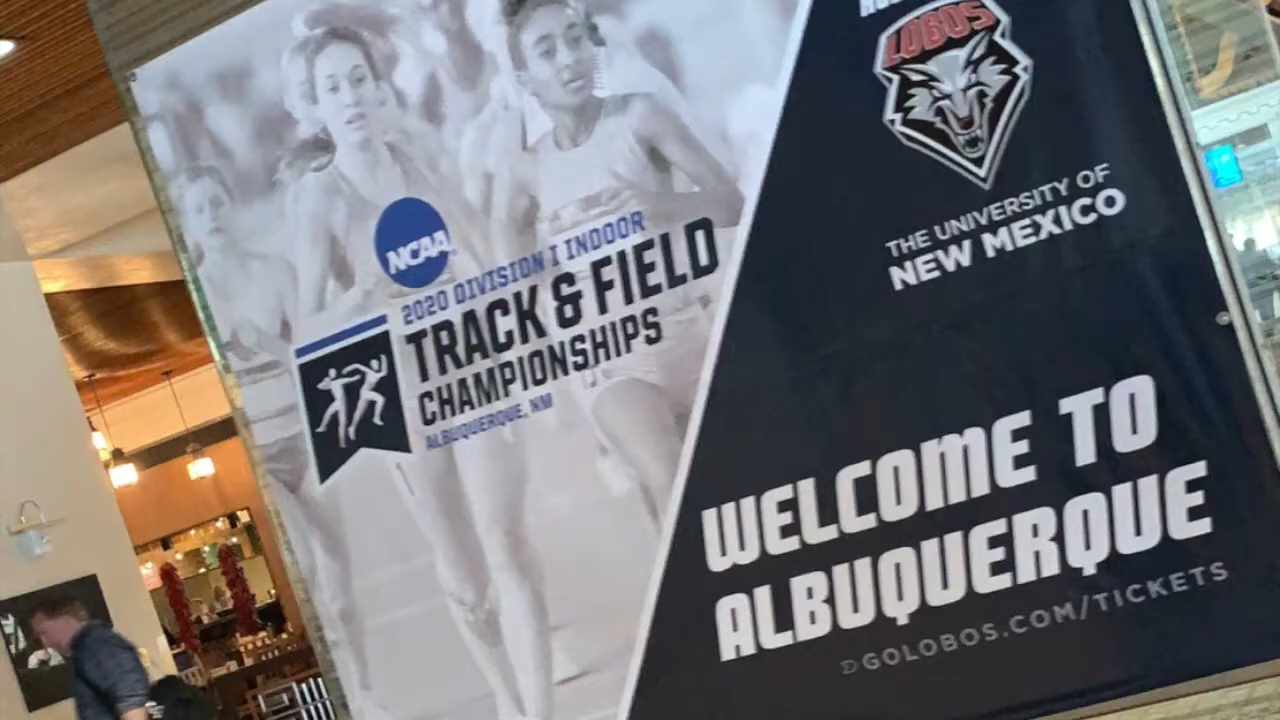 NCAA
2020 DIVISION I INDOOR
TRACK & FIELD
CHAMPIONSHIPS
ALBUQUERQUE, NM
LOBOS
THE UNIVERSITY OF
NEW MEXICO
WELCOME TO
ALBUQUERQUE
GOLOBOS.COM/TICKETS